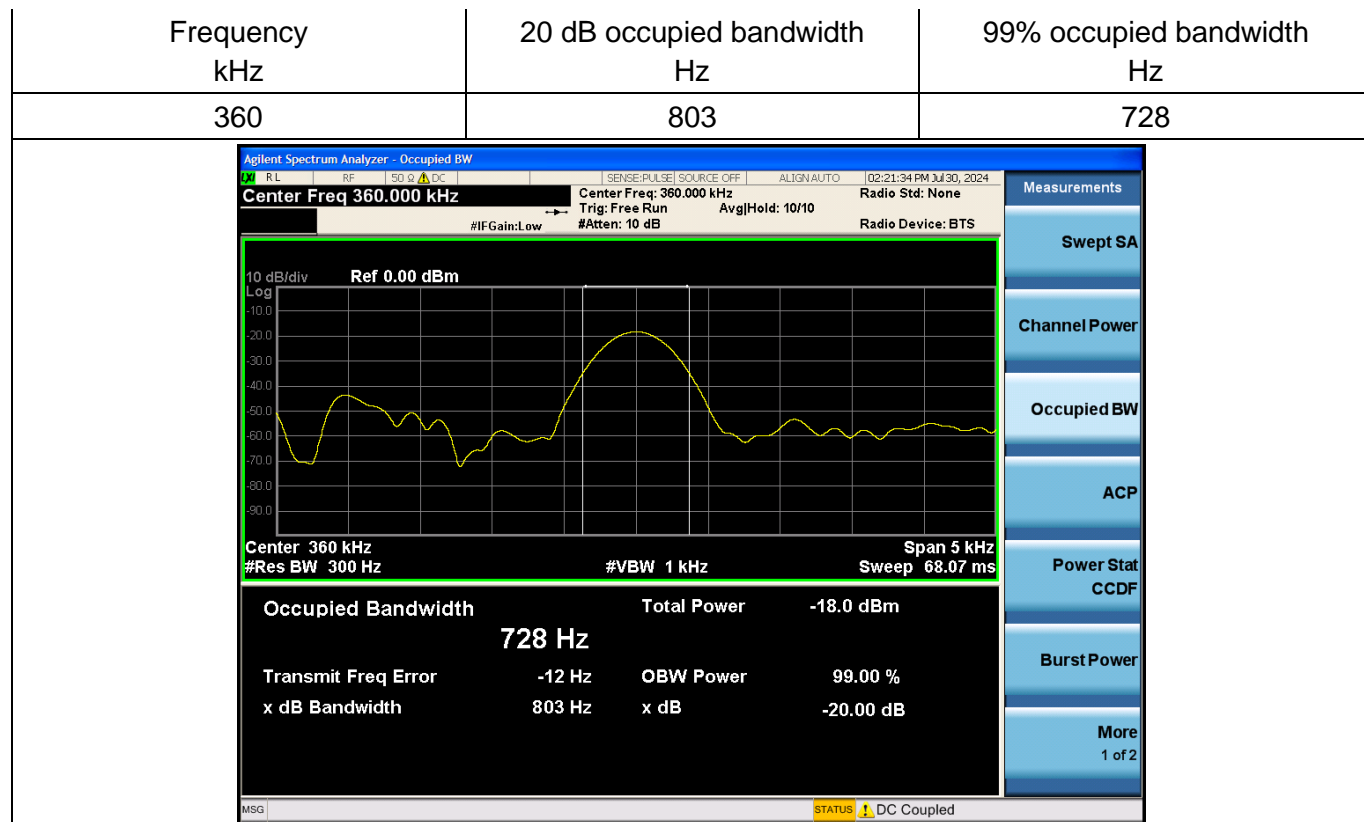 Frequency 20 dB occupied bandwidth 99% occupied bandwidth
kHz Hz Hz
360 803 728
Agilent Spectrum Analyzer - Occupied BW
LXI RL RF 50 Ω DC SENSE:PULSE SOURCE OFF ALIGN AUTO 02:21:34 PM Jul 30, 2024
Center Freq 360.000 kHz Center Freq: 360.000 kHz Radio Std: None
Trig: Free Run Avg|Hold: 10/10
#IFGain:Low #Atten: 10 dB Radio Device: BTS
10 dB/div Ref 0.00 dBm
Log
-10.0
-20.0
-30.0
-40.0
-50.0
-60.0
-70.0
-80.0
-90.0
Center 360 kHz Span 5 kHz
#Res BW 300 Hz #VBW 1 kHz Sweep 68.07 ms
Occupied Bandwidth Total Power -18.0 dBm
728 Hz
Transmit Freq Error -12 Hz OBW Power 99.00 %
x dB Bandwidth 803 Hz x dB -20.00 dB
Measurements
Swept SA
Channel Power
Occupied BW
ACP
Power Stat
CCDF
Burst Power
More
1 of 2
MSG STATUS DC Coupled